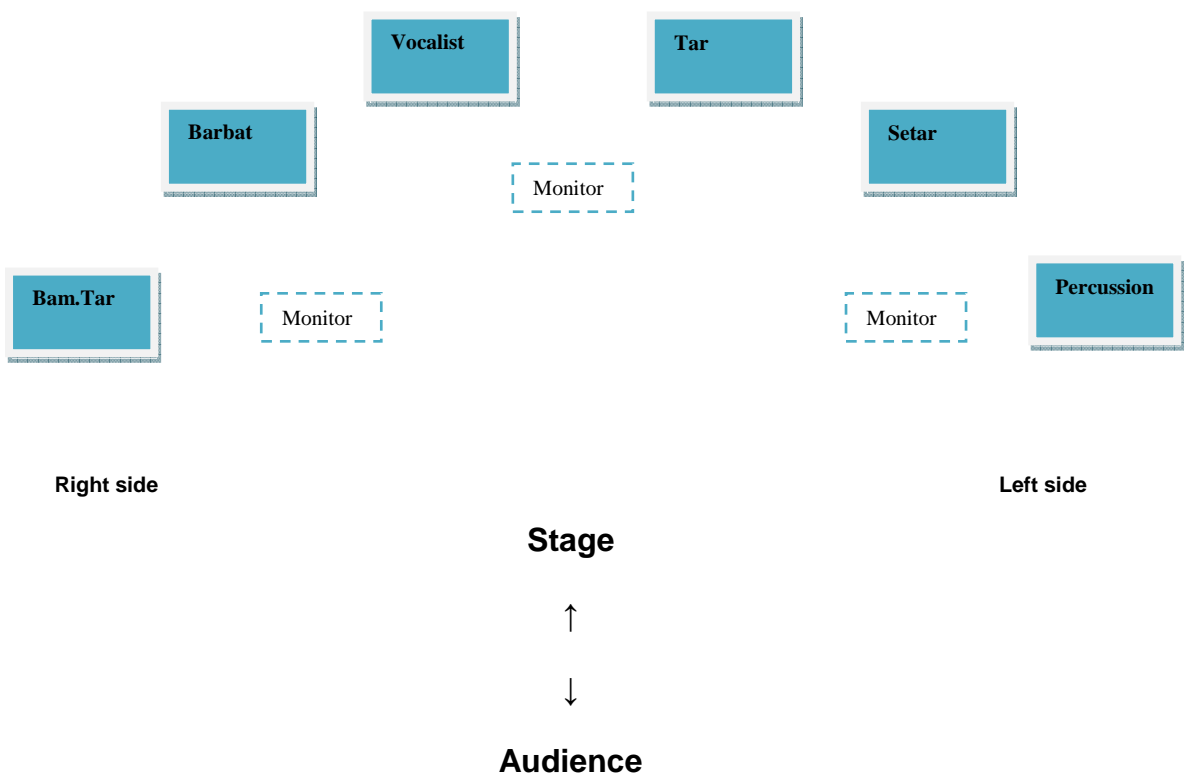 Vocalist
Tar
Barbat
Setar
Monitor
Bam.Tar
Monitor
Monitor
Percussion
Right side
Left side
Stage
↑
↓
Audience